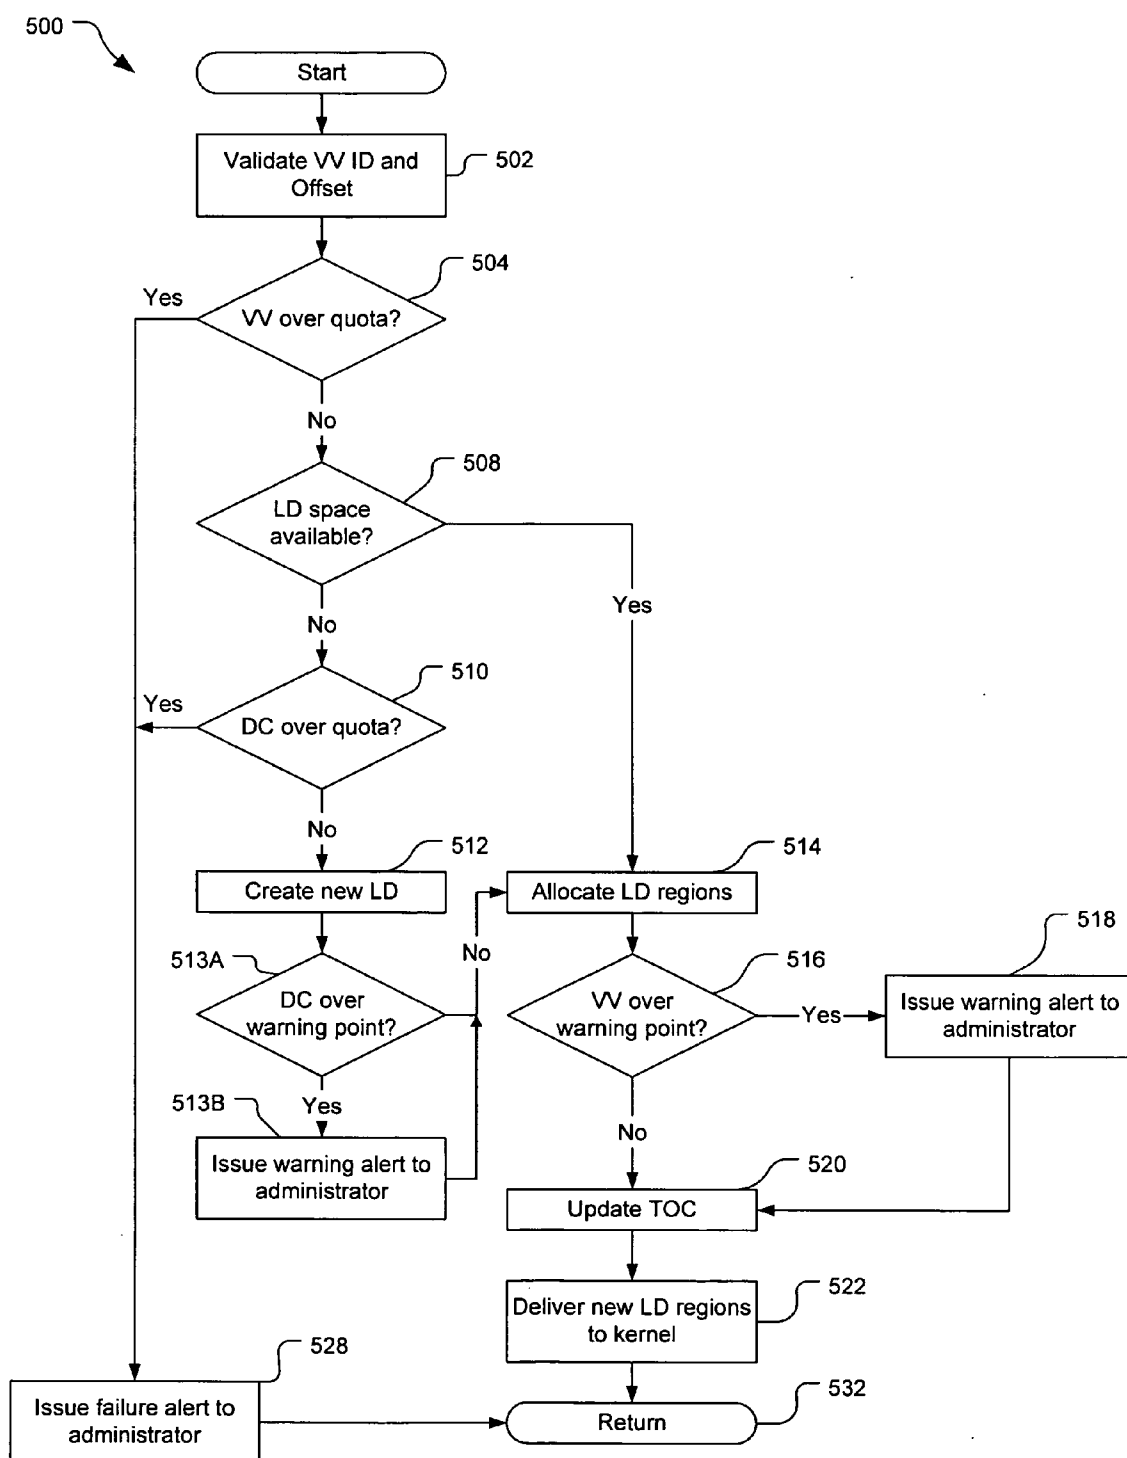 500
Start
Validate VV ID and
Offset
502
504
Yes
VV over quota?
No
508
LD space
available?
Yes
No
510
Yes
DC over quota?
No
512
Create new LD
514
Allocate LD regions
513A
No
DC over
warning point?
516
VV over
warning point?
Yes
518
Issue warning alert to
administrator
Yes
513B
Issue warning alert to
administrator
No
520
Update TOC
522
Deliver new LD regions
to kernel
528
Issue failure alert to
administrator
532
Return